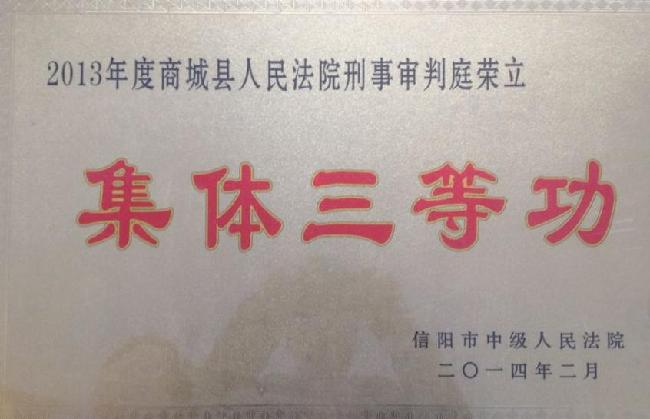 2013年度商城县人民法院刑事审判庭荣立
集体三等功
信阳市中级人民法院
二〇一四年二月